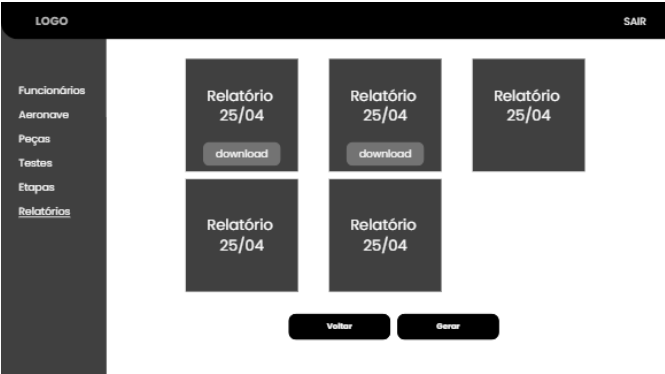 LOGO
SAIR
Funcionários
Aeronave
Peças
Testes
Etapas
Relatórios
Relatório
25/04
download
Relatório
25/04
download
Relatório
25/04
Relatório
25/04
Relatório
25/04
Voltar
Gerar